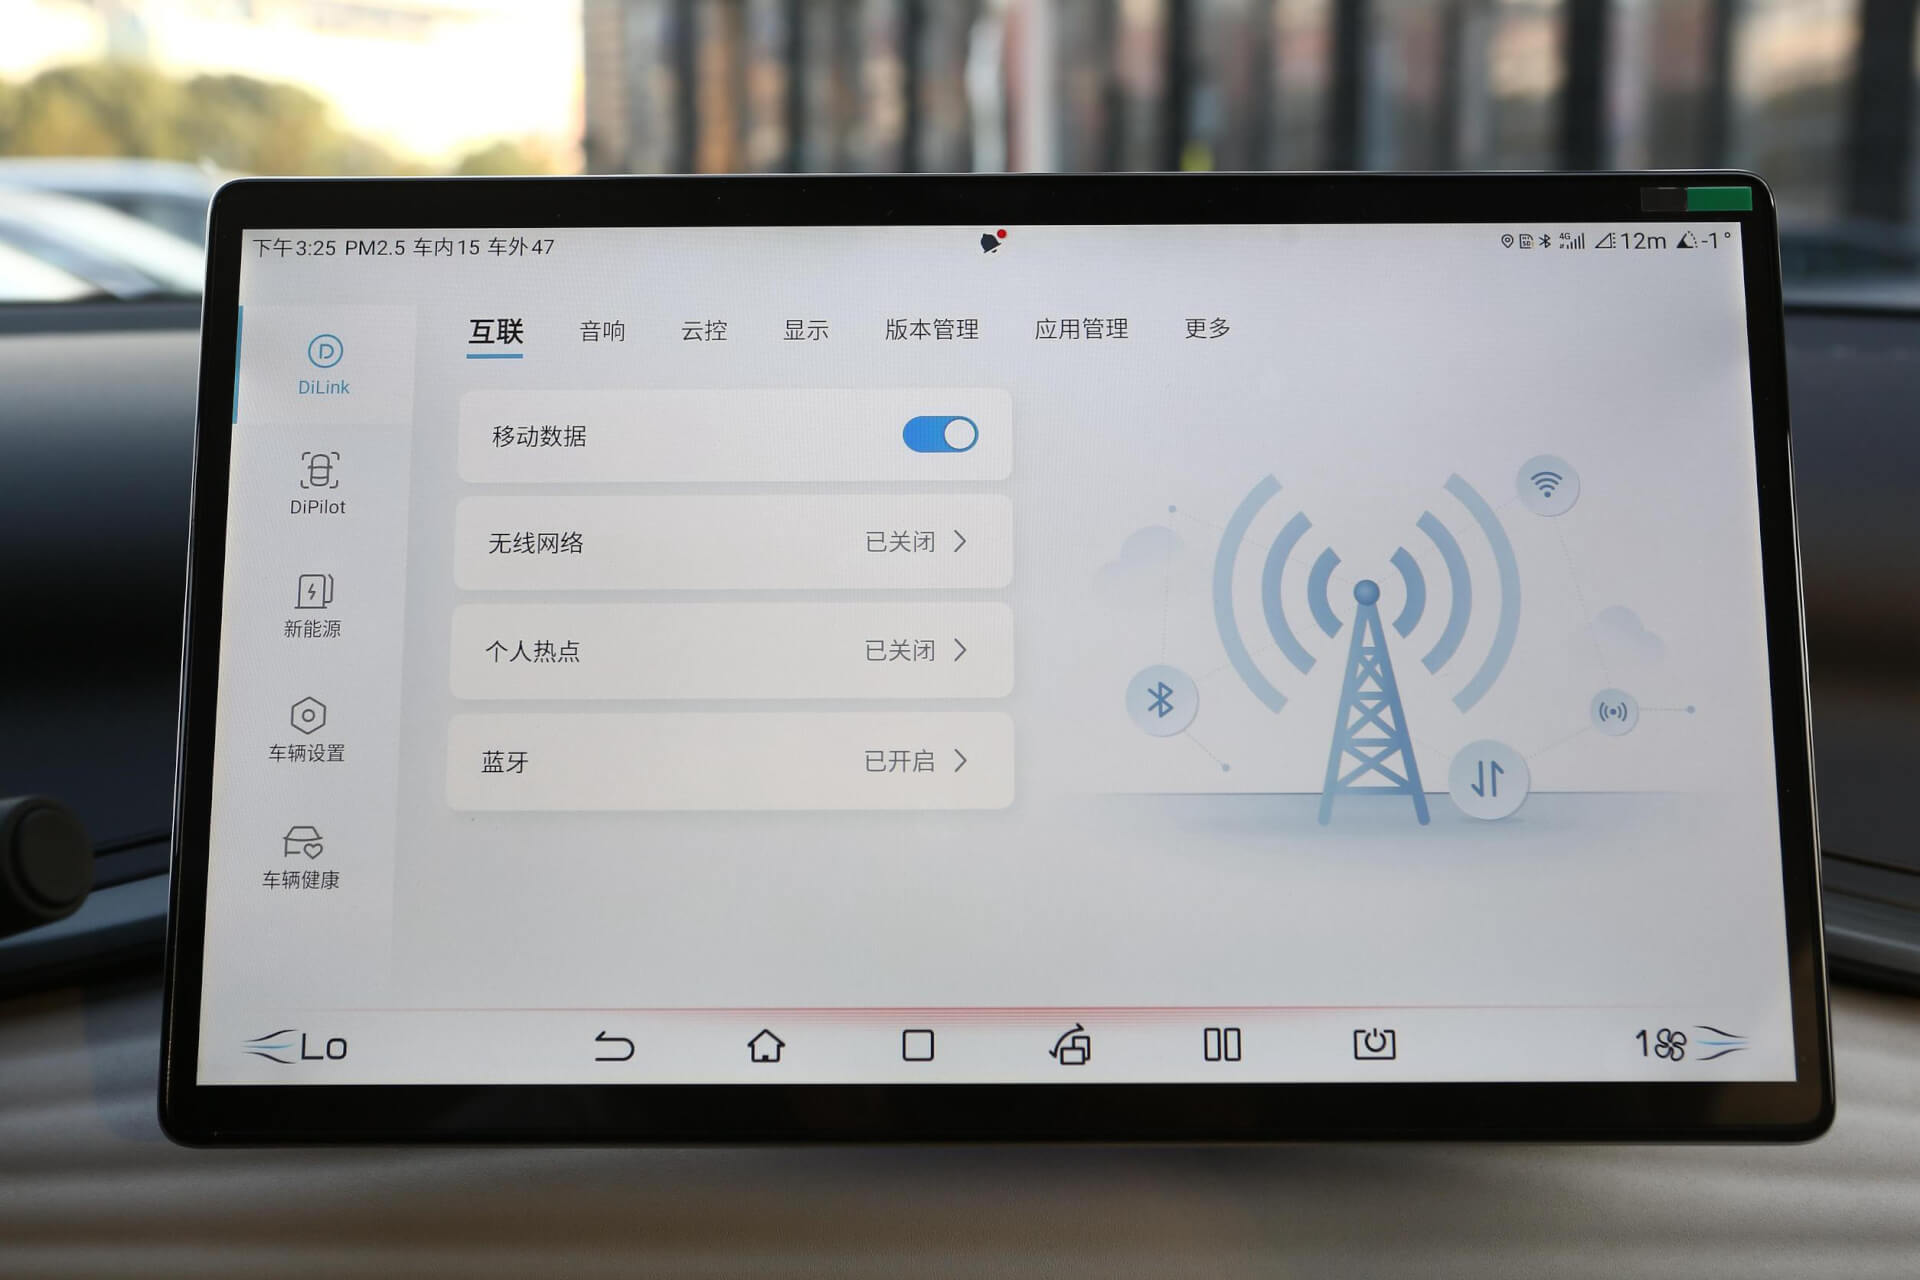 下午3:25 PM2.5 车内15 车外47
4G 12m -1°
DiLink
DiPilot
新能源
车辆设置
车辆健康
互联 音响 云控 显示 版本管理 应用管理 更多
移动数据
无线网络 已关闭
个人热点 已关闭
蓝牙 已开启
Lo
1